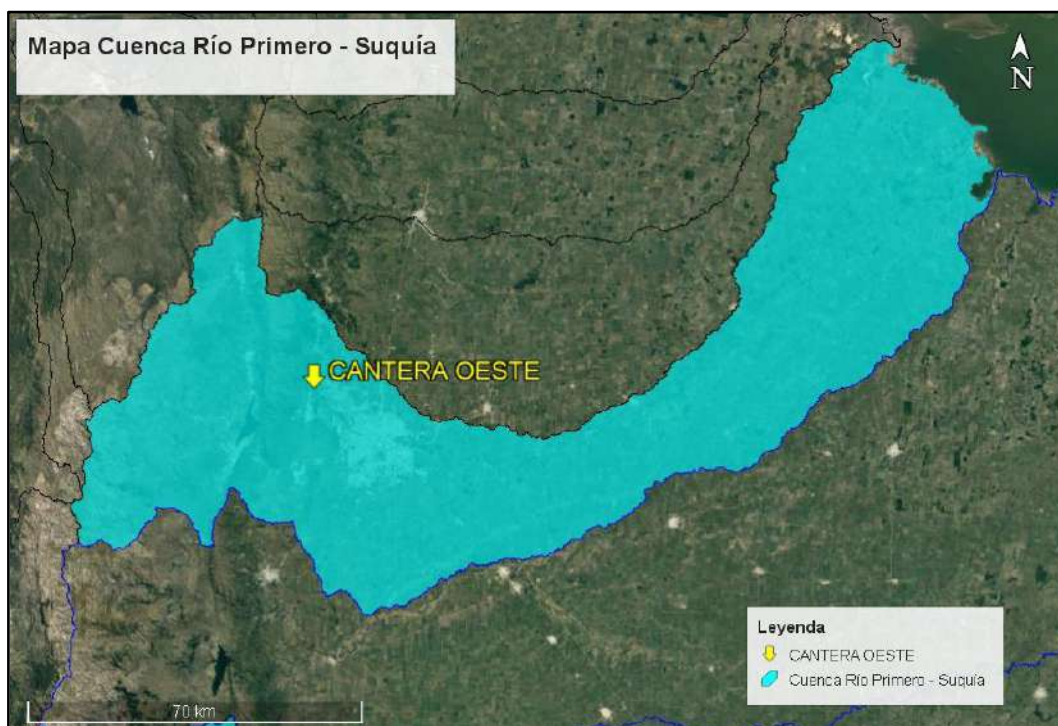 Mapa Cuenca Río Primero - Suquía
N
CANTERA OESTE
Leyenda
CANTERA OESTE
Cuenca Río Primero - Suquía
70 km